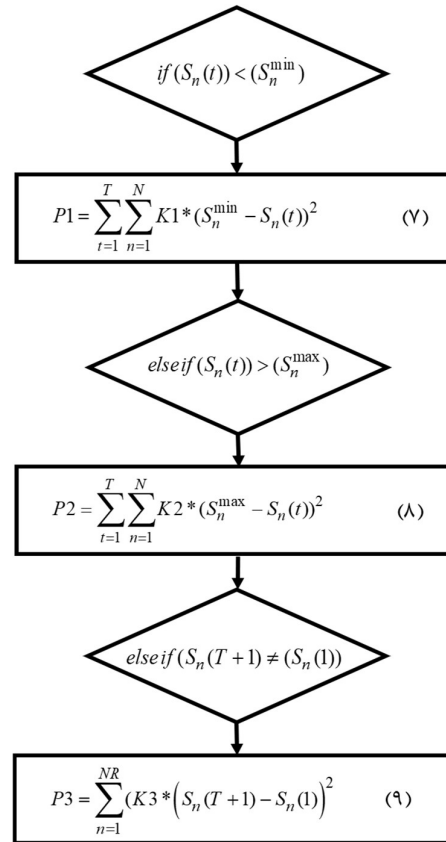 if (S_n(t)) < (S_n^min)
P1 = ∑_{t=1}^{T} ∑_{n=1}^{N} K1 * (S_n^min − S_n(t))^2 (۷)
elseif (S_n(t)) > (S_n^max)
P2 = ∑_{t=1}^{T} ∑_{n=1}^{N} K2 * (S_n^max − S_n(t))^2 (۸)
elseif (S_n(T + 1) ≠ (S_n(1))
P3 = ∑_{n=1}^{NR} (K3 * (S_n(T + 1) − S_n(1))^2 (۹)